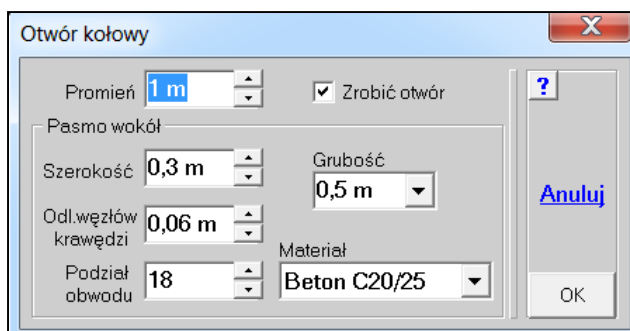 Otwór kołowy
Promień 1 m Zrobić otwór ?
Pasmo wokół
Szerokość 0,3 m
Grubość
0,5 m
Anuluj
Odl.węzłów
krawędzi 0,06 m
Podział
obwodu 18
Materiał
Beton C20/25
OK